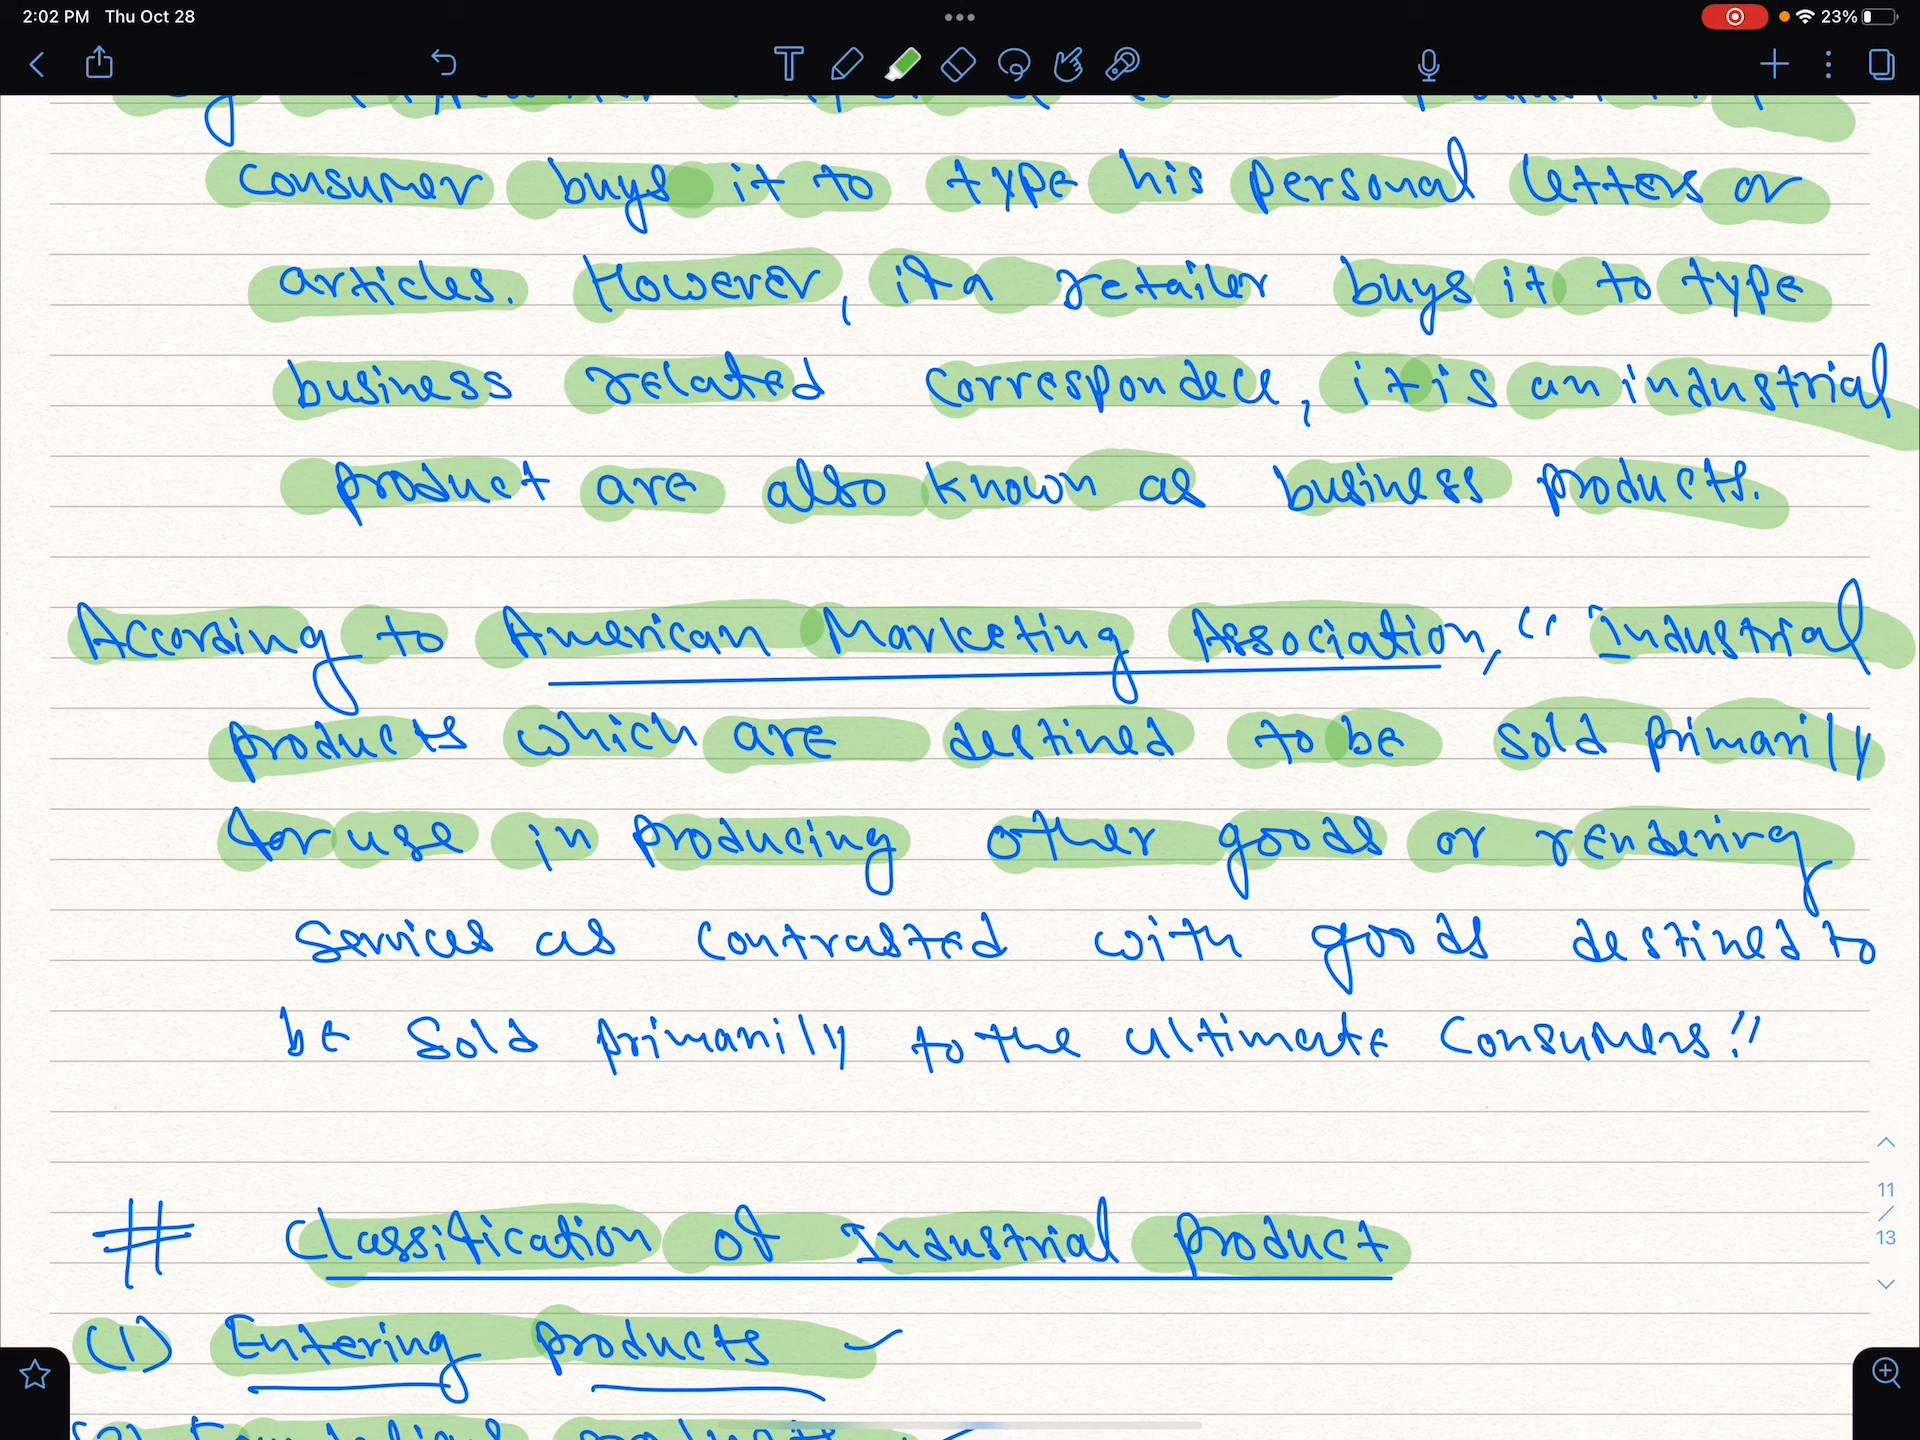 2:02 PM Thu Oct 28
23%
consumer buys it to type his personal letters or
articles. However, if a retailer buys it to type
business related correspondece, it is an industrial
product are also known as business products.
According to American Marketing Association, "industrial
products which are destined to be sold primarily
for use in producing other goods or rendering
services as contrasted with goods destined to
be sold primarily to the ultimate consumers."
# Classification of Industrial product
(1) Entering products
(2) Foundations products
11
/
13